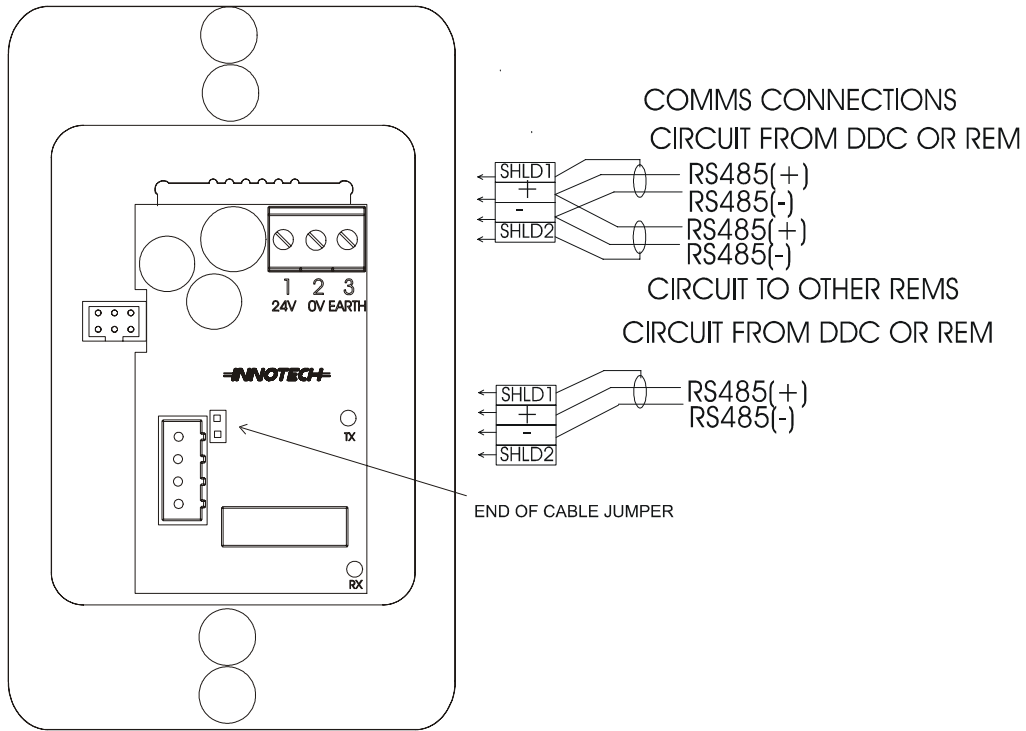 COMMS CONNECTIONS
CIRCUIT FROM DDC OR REM
SHLD1
+
-
SHLD2
RS485(+)
RS485(-)
RS485(+)
RS485(-)
CIRCUIT TO OTHER REMS
1 2 3
24V 0V EARTH
CIRCUIT FROM DDC OR REM
INNOTECH
SHLD1
+
-
SHLD2
RS485(+)
RS485(-)
TX
END OF CABLE JUMPER
RX